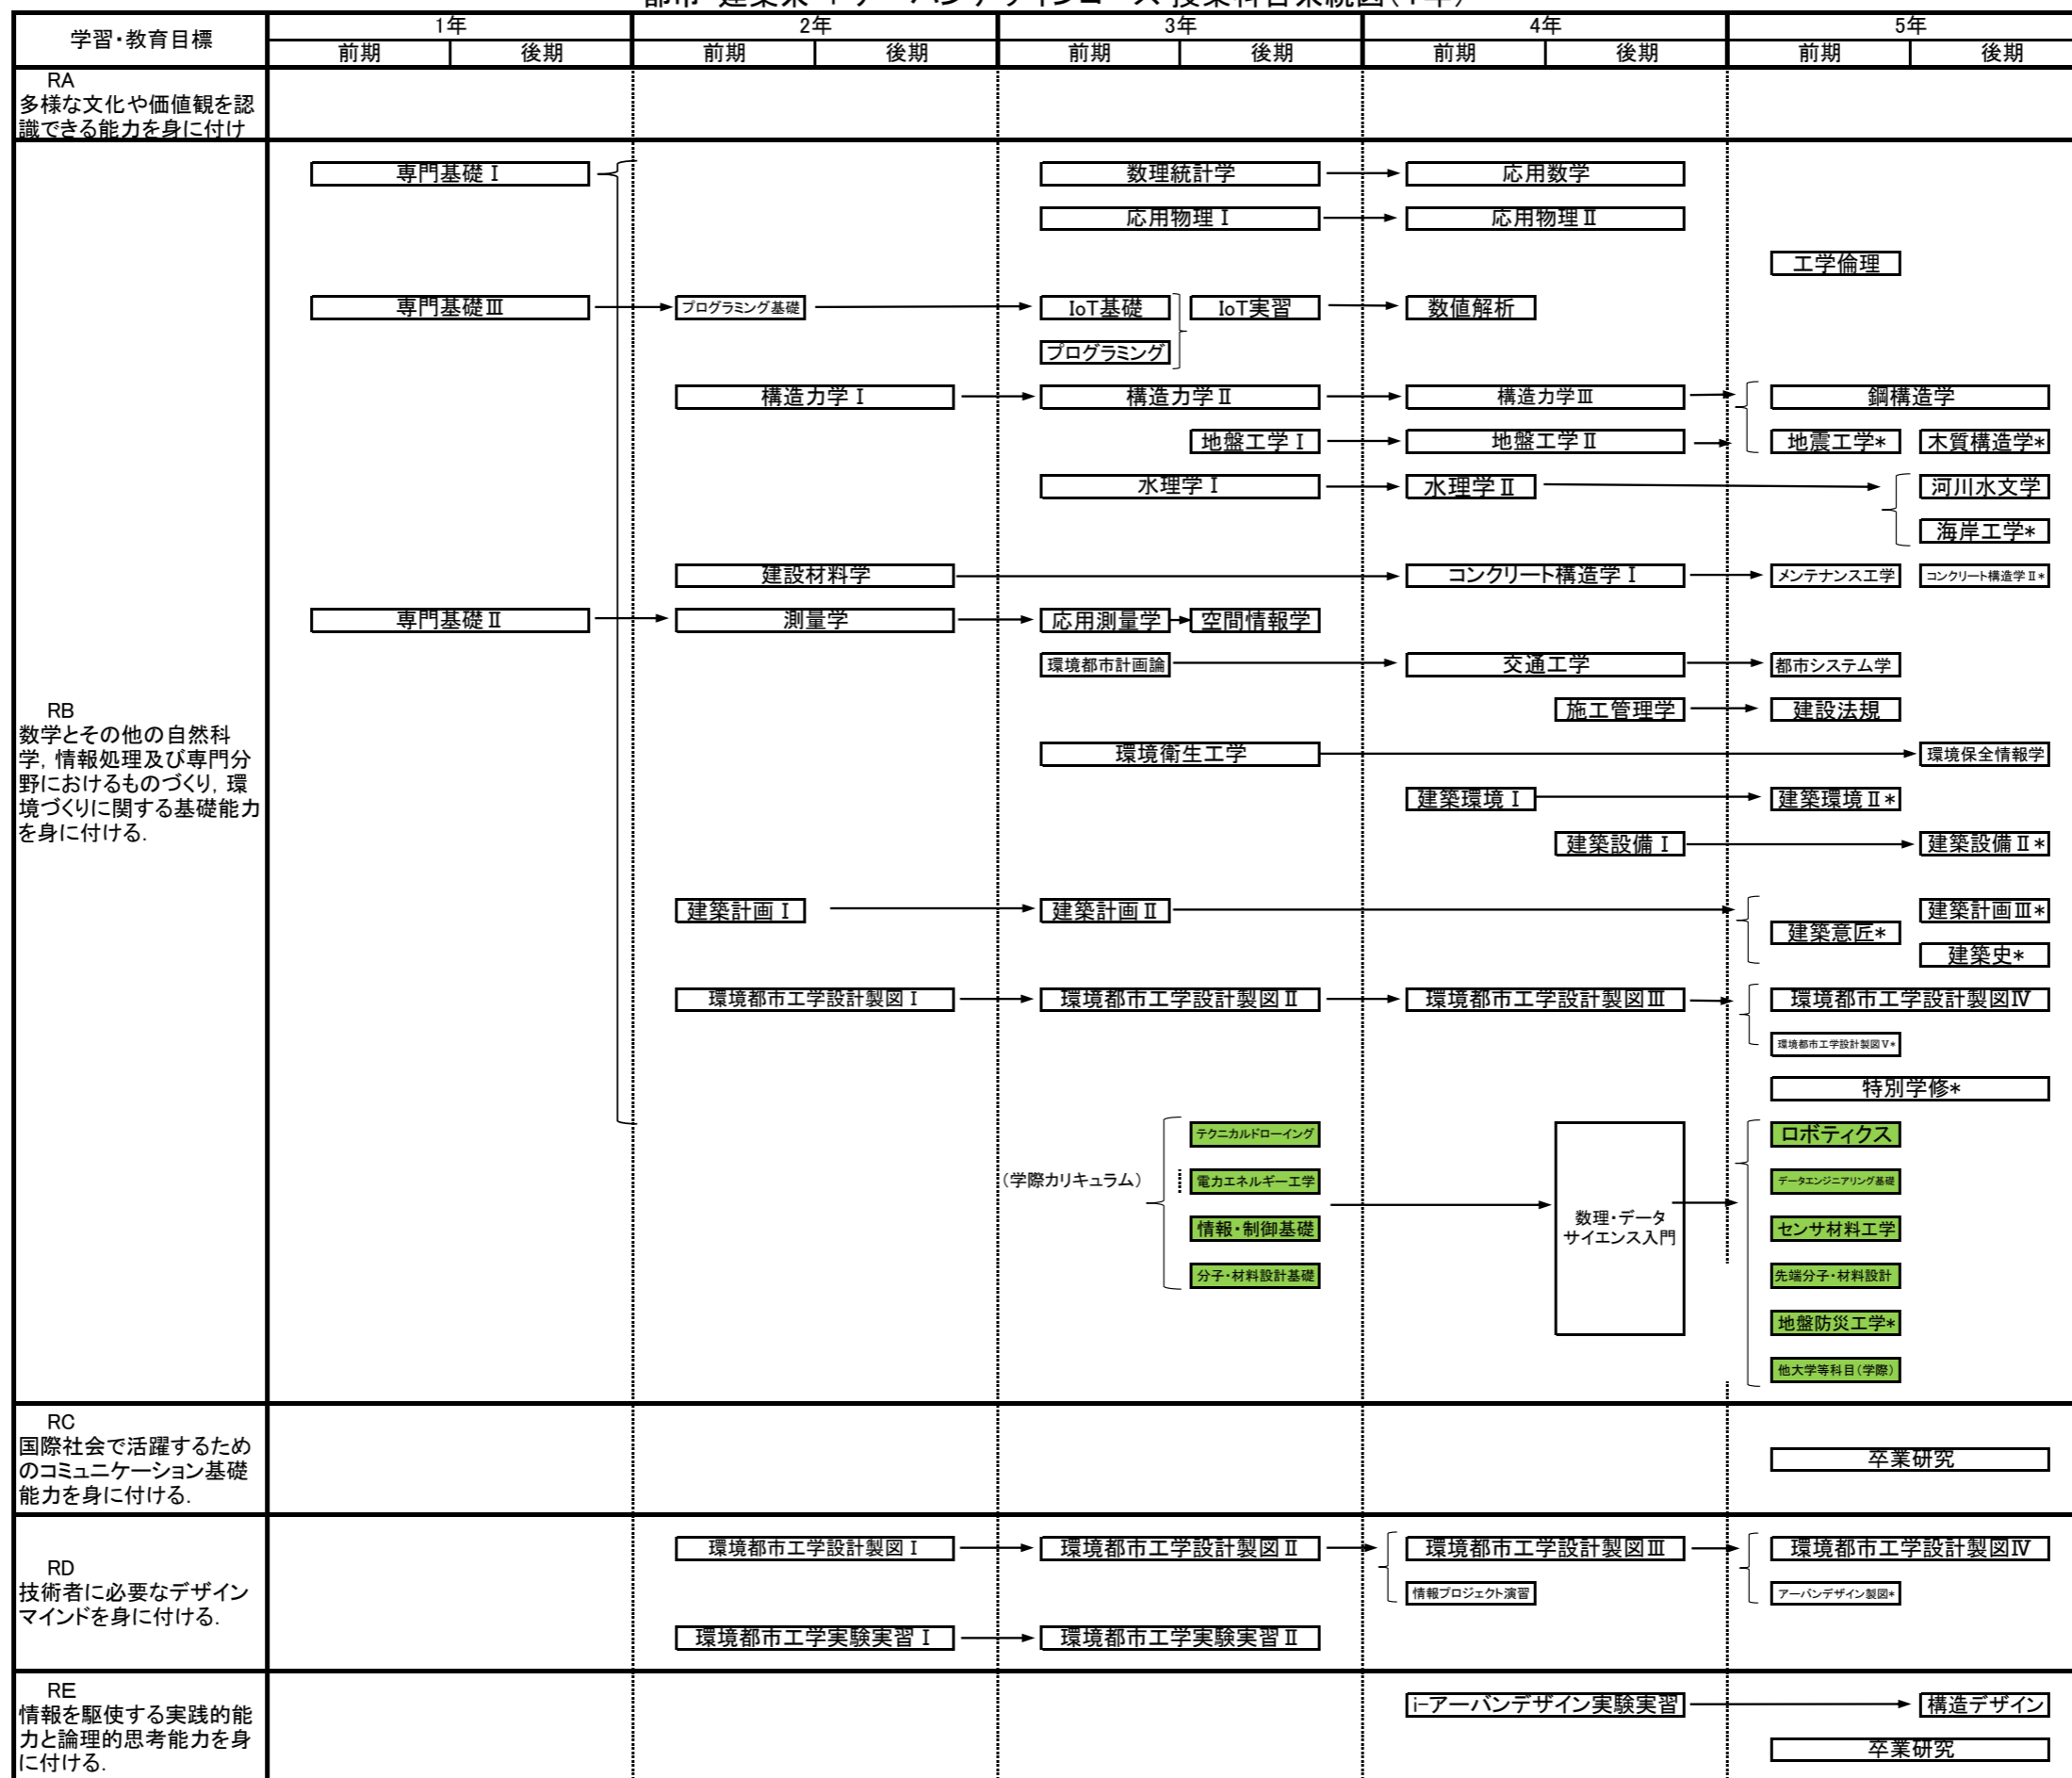 学習・教育目標
1年
2年
3年
4年
5年
前期 後期 前期 後期 前期 後期 前期 後期 前期 後期
RA
多様な文化や価値観を認
識できる能力を身に付け
RB
数学とその他の自然科
学，情報処理及び専門分
野におけるものづくり，環
境づくりに関する基礎能力
を身に付ける.
専門基礎Ⅰ 数理統計学 応用数学
応用物理Ⅰ 応用物理Ⅱ
工学倫理
専門基礎Ⅲ プログラミング基礎 IoT基礎 IoT実習 数値解析
プログラミング
構造力学Ⅰ 構造力学Ⅱ 構造力学Ⅲ 鋼構造学
地盤工学Ⅰ 地盤工学Ⅱ 地震工学* 木質構造学*
水理学Ⅰ 水理学Ⅱ 河川水文学
海岸工学*
建設材料学 コンクリート構造学Ⅰ メンテナンス工学 コンクリート構造学Ⅱ*
専門基礎Ⅱ 測量学 応用測量学 空間情報学
環境都市計画論 交通工学 都市システム学
施工管理学 建設法規
環境衛生工学 環境保全情報学
建築環境Ⅰ 建築環境Ⅱ*
建築設備Ⅰ 建築設備Ⅱ*
建築計画Ⅰ 建築計画Ⅱ 建築計画Ⅲ*
建築意匠*
建築史*
環境都市工学設計製図Ⅰ 環境都市工学設計製図Ⅱ 環境都市工学設計製図Ⅲ 環境都市工学設計製図Ⅳ
環境都市工学設計製図Ⅴ*
特別学修*
テクニカルドローイング ロボティクス
(学際カリキュラム) 電力エネルギー工学 データエンジニアリング基礎
数理・データ
サイエンス入門
情報・制御基礎 センサ材料工学
分子・材料設計基礎 先端分子・材料設計
地盤防災工学*
他大学等科目(学際)
RC
国際社会で活躍するため
のコミュニケーション基礎
能力を身に付ける.
卒業研究
RD
技術者に必要なデザイン
マインドを身に付ける.
環境都市工学設計製図Ⅰ 環境都市工学設計製図Ⅱ 環境都市工学設計製図Ⅲ 環境都市工学設計製図Ⅳ
情報プロジェクト演習 アーバンデザイン製図*
環境都市工学実験実習Ⅰ 環境都市工学実験実習Ⅱ
RE
情報を駆使する実践的能
力と論理的思考能力を身
に付ける.
i-アーバンデザイン実験実習 構造デザイン
卒業研究